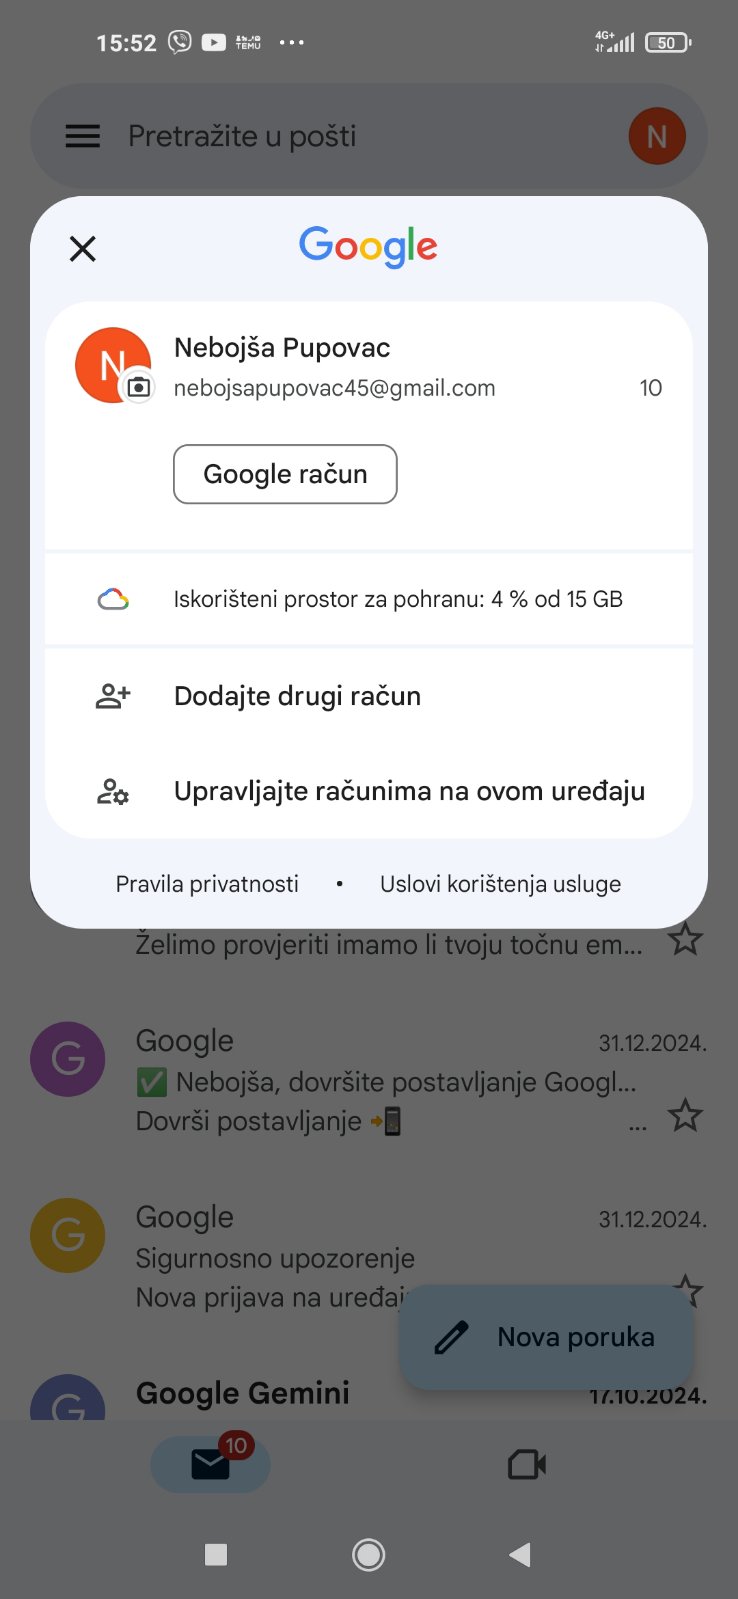 15:52
TEMU
4G+
50
Pretražite u pošti
N
Google
N
Nebojša Pupovac
nebojsapupovac45@gmail.com
10
Google račun
Iskorišteni prostor za pohranu: 4 % od 15 GB
Dodajte drugi račun
Upravljajte računima na ovom uređaju
Pravila privatnosti • Uslovi korištenja usluge
Želimo provjeriti imamo li tvoju točnu em...
G
Google
31.12.2024.
✅ Nebojša, dovršite postavljanje Googl...
Dovrši postavljanje 📲 ...
G
Google
31.12.2024.
Sigurnosno upozorenje
Nova prijava na uređaj
Nova poruka
G
Google Gemini
17.10.2024.
10